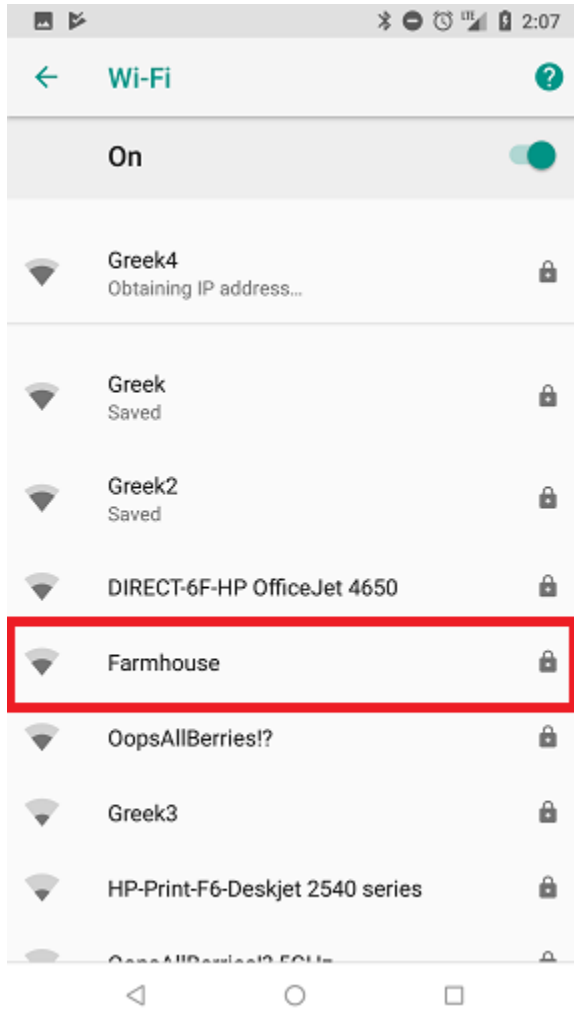 LTE 2:07
Wi-Fi
On
Greek4
Obtaining IP address...
Greek
Saved
Greek2
Saved
DIRECT-6F-HP OfficeJet 4650
Farmhouse
OopsAllBerries!?
Greek3
HP-Print-F6-Deskjet 2540 series